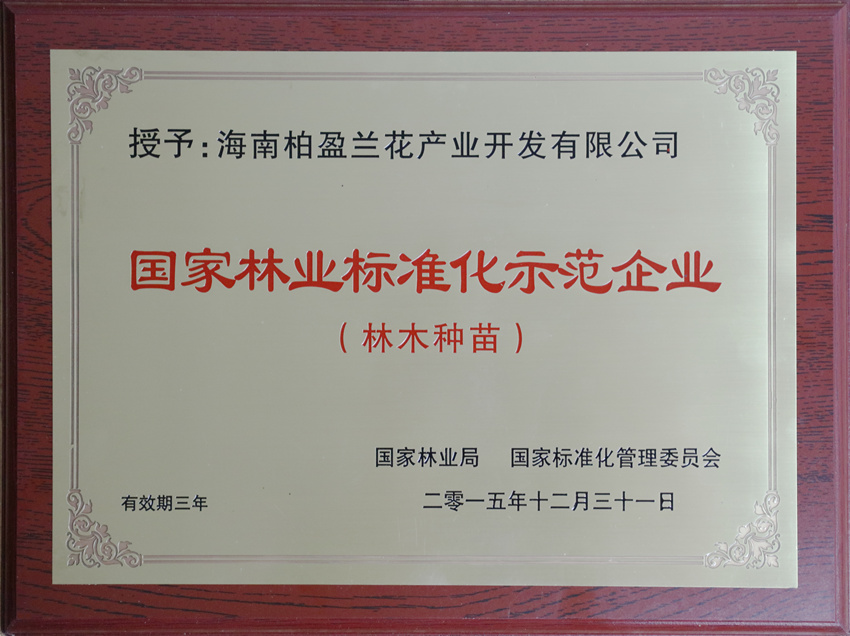 授予:海南柏盈兰花产业开发有限公司
国家林业标准化示范企业
(林木种苗)
国家林业局 国家标准化管理委员会
有效期三年 二零一五年十二月三十一日